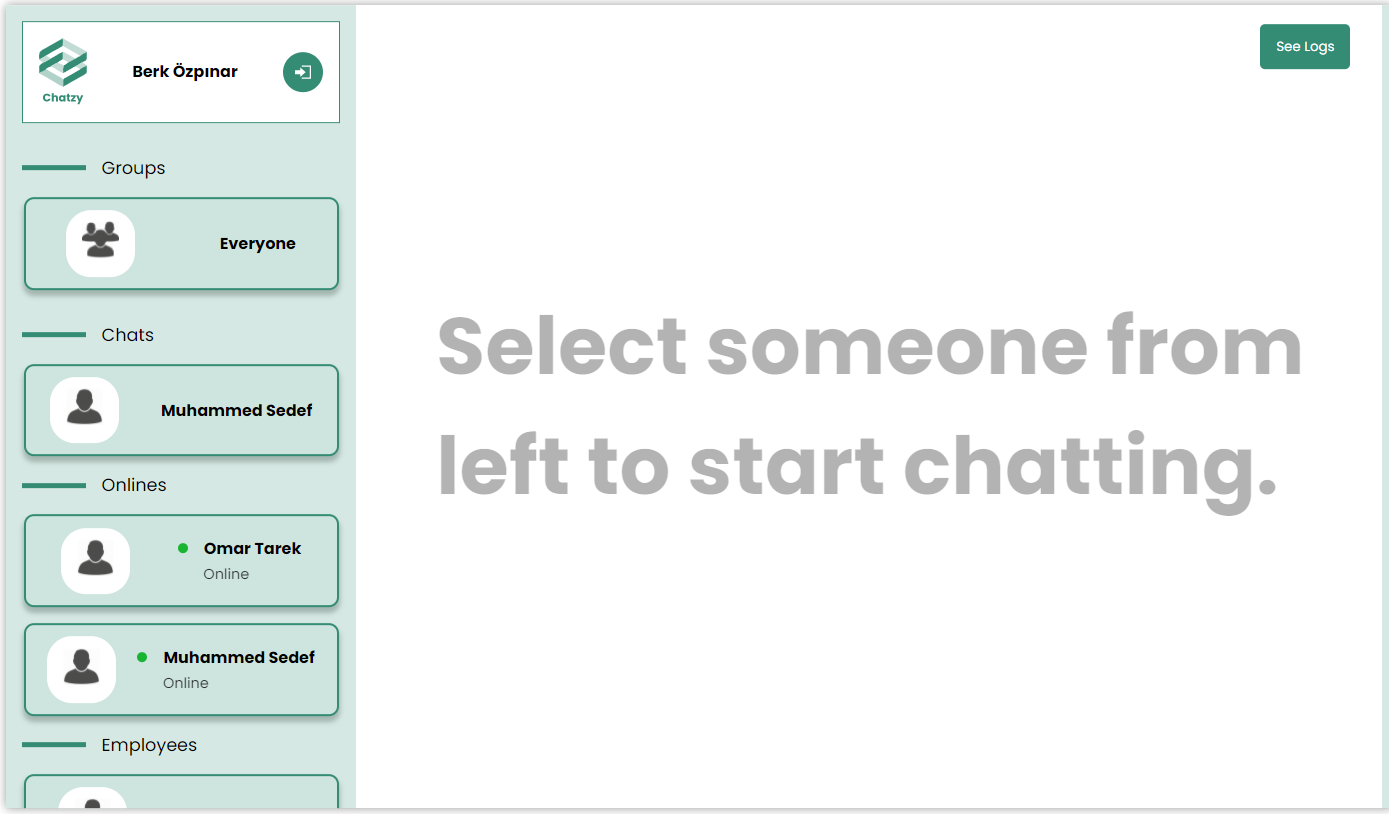 Chatzy
Berk Özpınar
Groups
Everyone
Chats
Muhammed Sedef
Onlines
Omar Tarek
Online
Muhammed Sedef
Online
Employees
See Logs
Select someone from
left to start chatting.